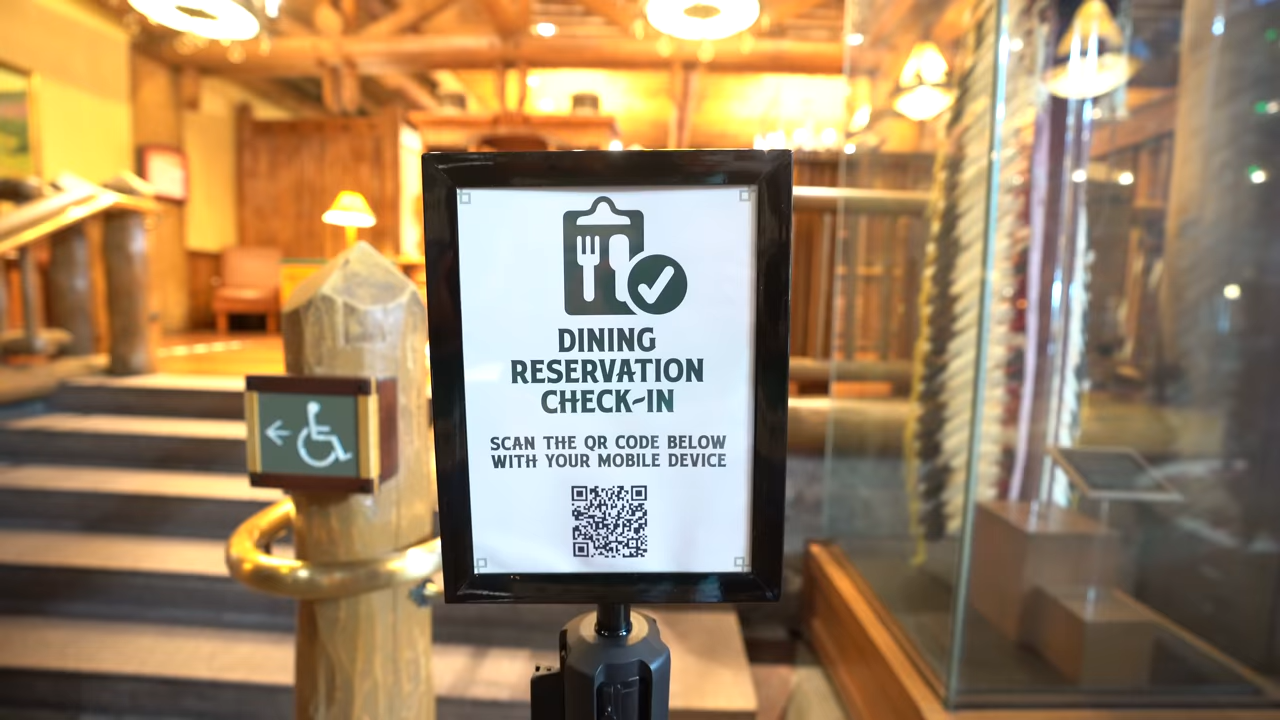 DINING
RESERVATION
CHECK-IN
SCAN THE QR CODE BELOW
WITH YOUR MOBILE DEVICE